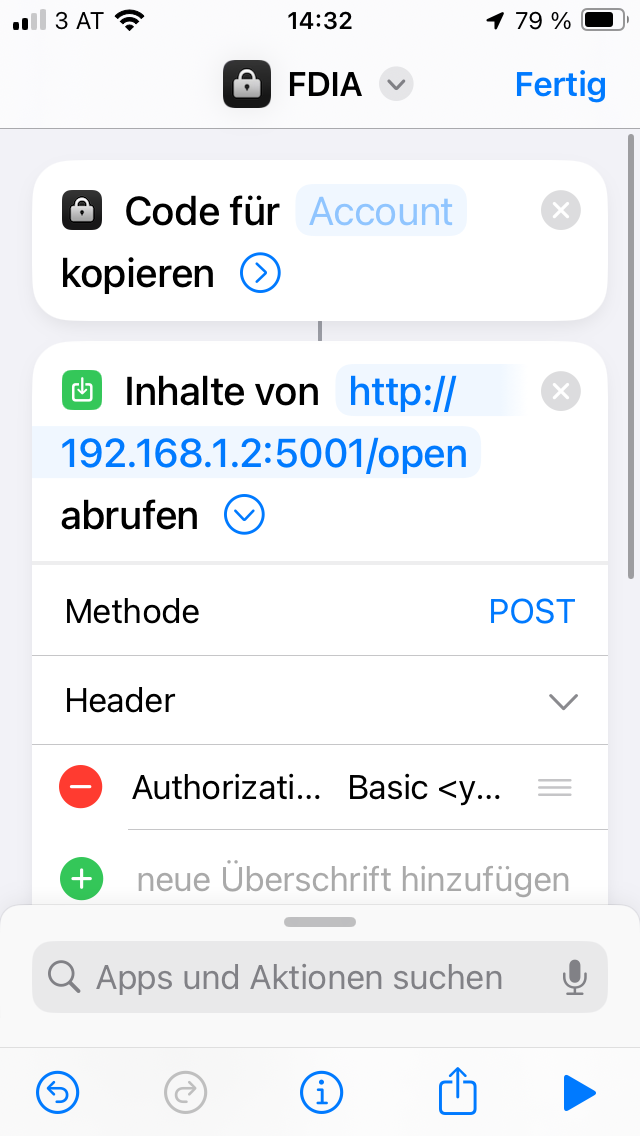 3 AT 14:32 79 %
FDIA Fertig
Code für Account
kopieren
Inhalte von http://
192.168.1.2:5001/open
abrufen
Methode POST
Header
Authorizati... Basic <y...
neue Überschrift hinzufügen
Apps und Aktionen suchen